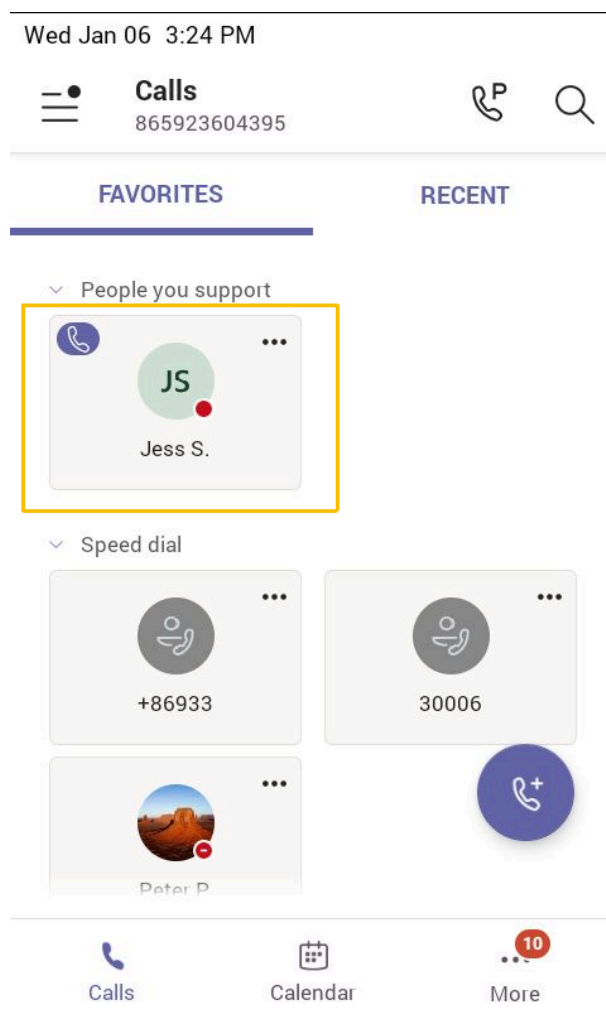 Wed Jan 06 3:24 PM
Calls
865923604395
P
FAVORITES RECENT
People you support
JS
Jess S.
Speed dial
+86933 30006
Peter P
10
Calls Calendar More